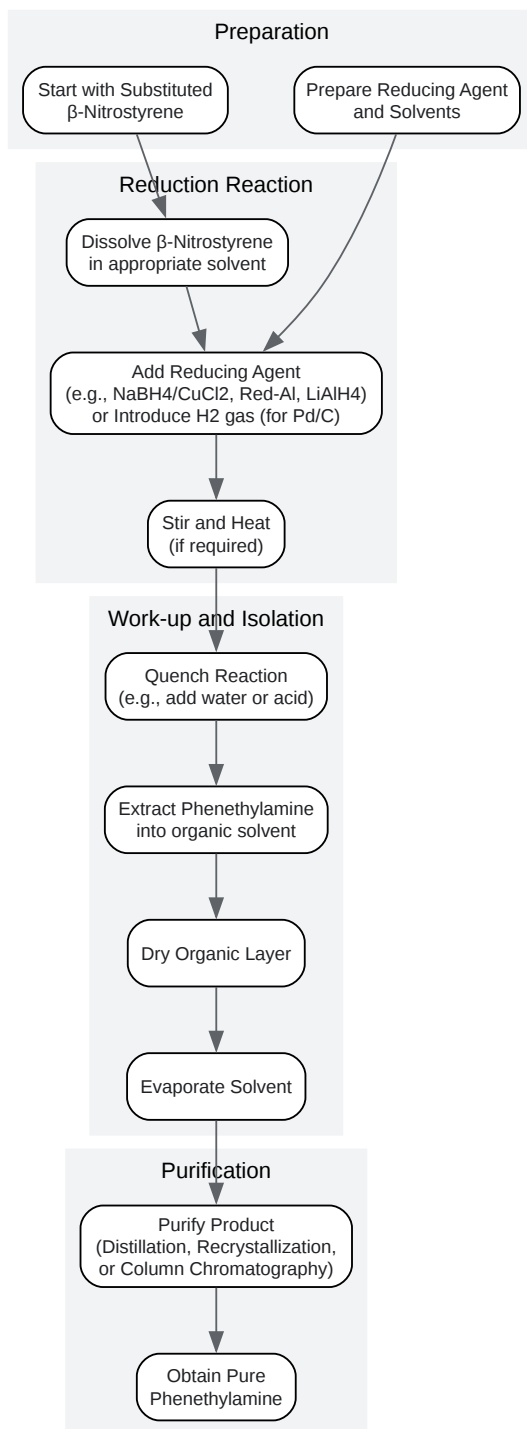 Preparation
Start with Substituted
β-Nitrostyrene
Prepare Reducing Agent
and Solvents
Reduction Reaction
Dissolve β-Nitrostyrene
in appropriate solvent
Add Reducing Agent
(e.g., NaBH4/CuCl2, Red-Al, LiAlH4)
or Introduce H2 gas (for Pd/C)
Stir and Heat
(if required)
Work-up and Isolation
Quench Reaction
(e.g., add water or acid)
Extract Phenethylamine
into organic solvent
Dry Organic Layer
Evaporate Solvent
Purification
Purify Product
(Distillation, Recrystallization,
or Column Chromatography)
Obtain Pure
Phenethylamine